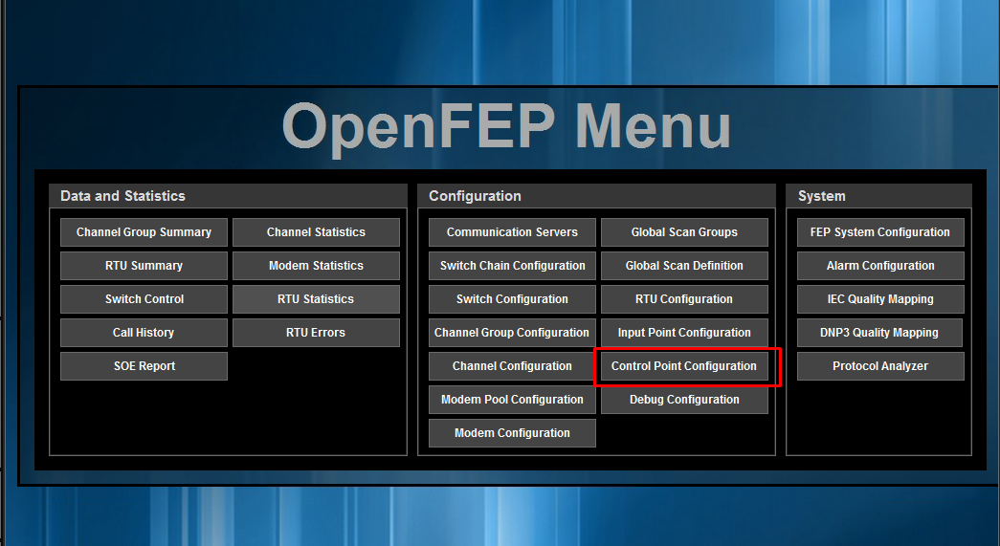 OpenFEP Menu
Data and Statistics
Channel Group Summary
Channel Statistics
RTU Summary
Modem Statistics
Switch Control
RTU Statistics
Call History
RTU Errors
SOE Report
Configuration
Communication Servers
Global Scan Groups
Switch Chain Configuration
Global Scan Definition
Switch Configuration
RTU Configuration
Channel Group Configuration
Input Point Configuration
Channel Configuration
Control Point Configuration
Modem Pool Configuration
Debug Configuration
Modem Configuration
System
FEP System Configuration
Alarm Configuration
IEC Quality Mapping
DNP3 Quality Mapping
Protocol Analyzer